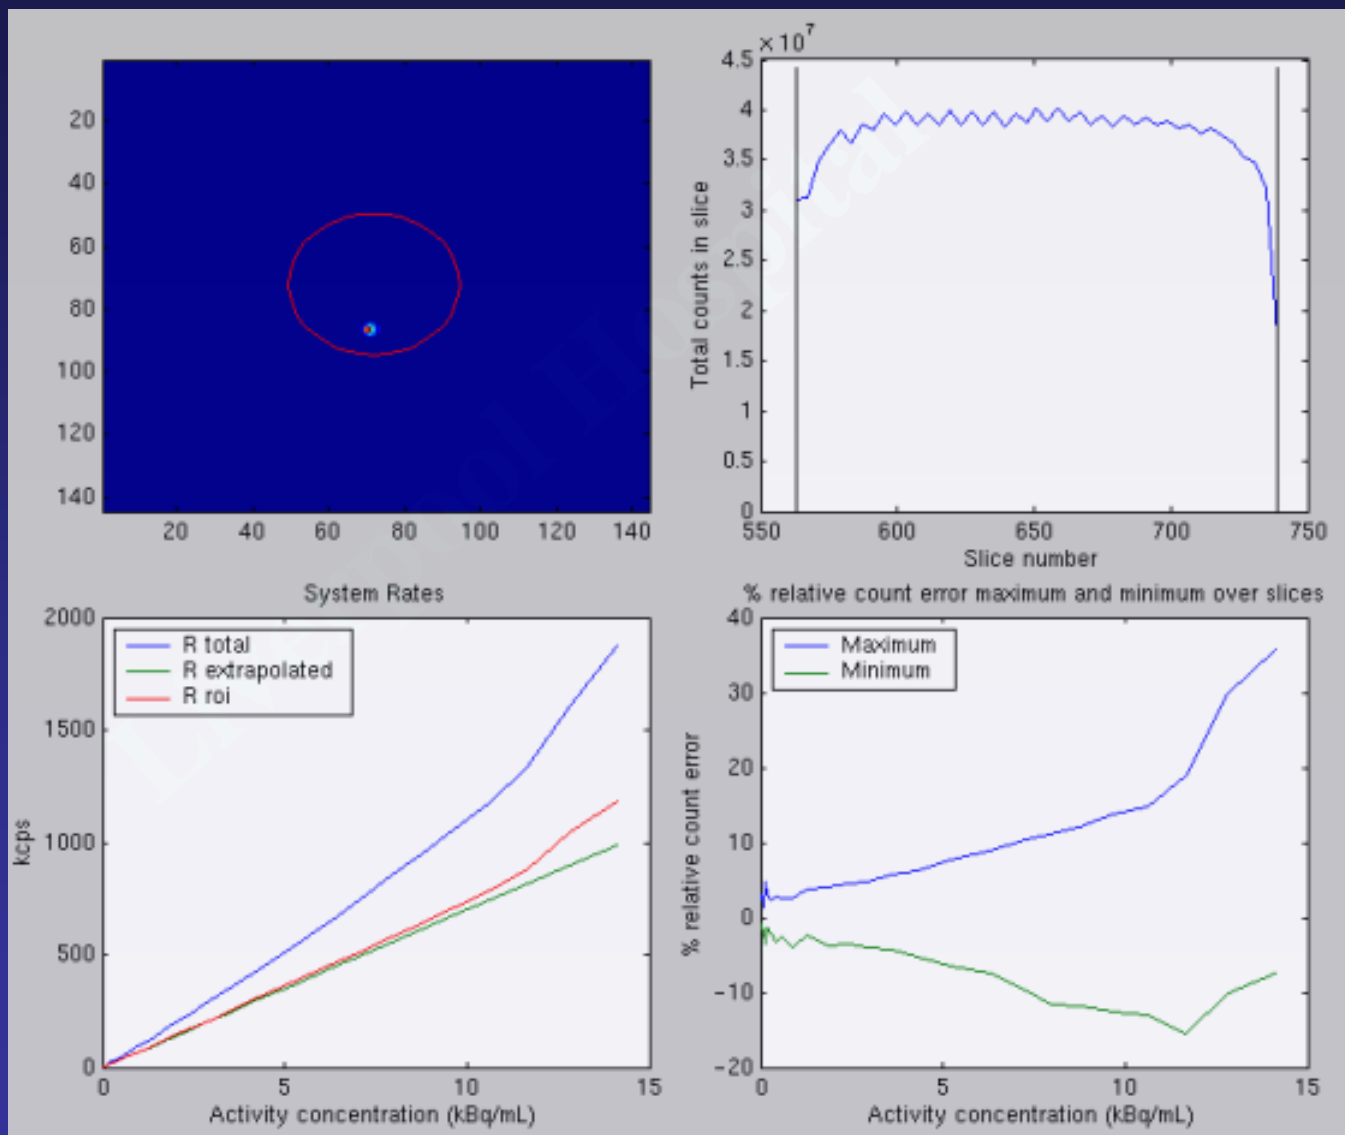 20
40
60
80
100
120
140
20 40 60 80 100 120 140
× 10^7
4.5
4
3.5
3
2.5
2
1.5
1
0.5
0
550 600 650 700 750
Total counts in slice
Slice number
System Rates
2000
1500
1000
500
0
0 5 10 15
R total
R extrapolated
R roi
kcps
Activity concentration (kBq/mL)
% relative count error maximum and minimum over slices
40
30
20
10
0
-10
-20
0 5 10 15
Maximum
Minimum
% relative count error
Activity concentration (kBq/mL)
Liverpool Hospital